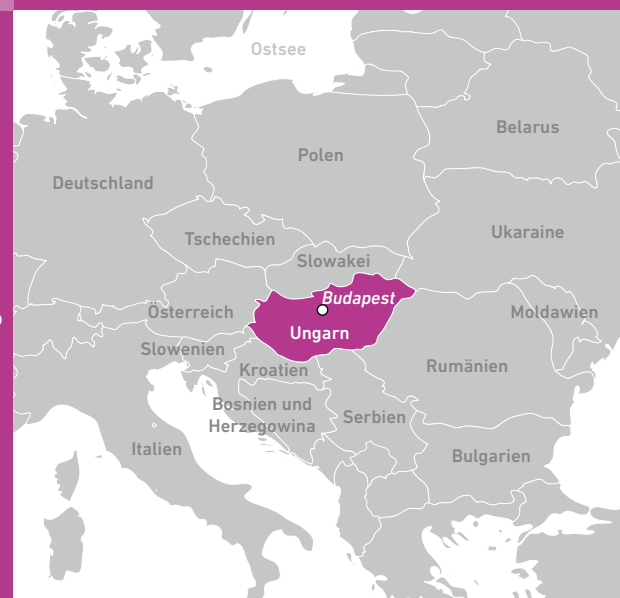 Ostsee
Belarus
Polen
Deutschland
Ukaraine
Tschechien
Slowakei
Budapest
Österreich
Moldawien
Ungarn
Slowenien
Kroatien
Rumänien
Bosnien und
Herzegowina
Serbien
Italien
Bulgarien